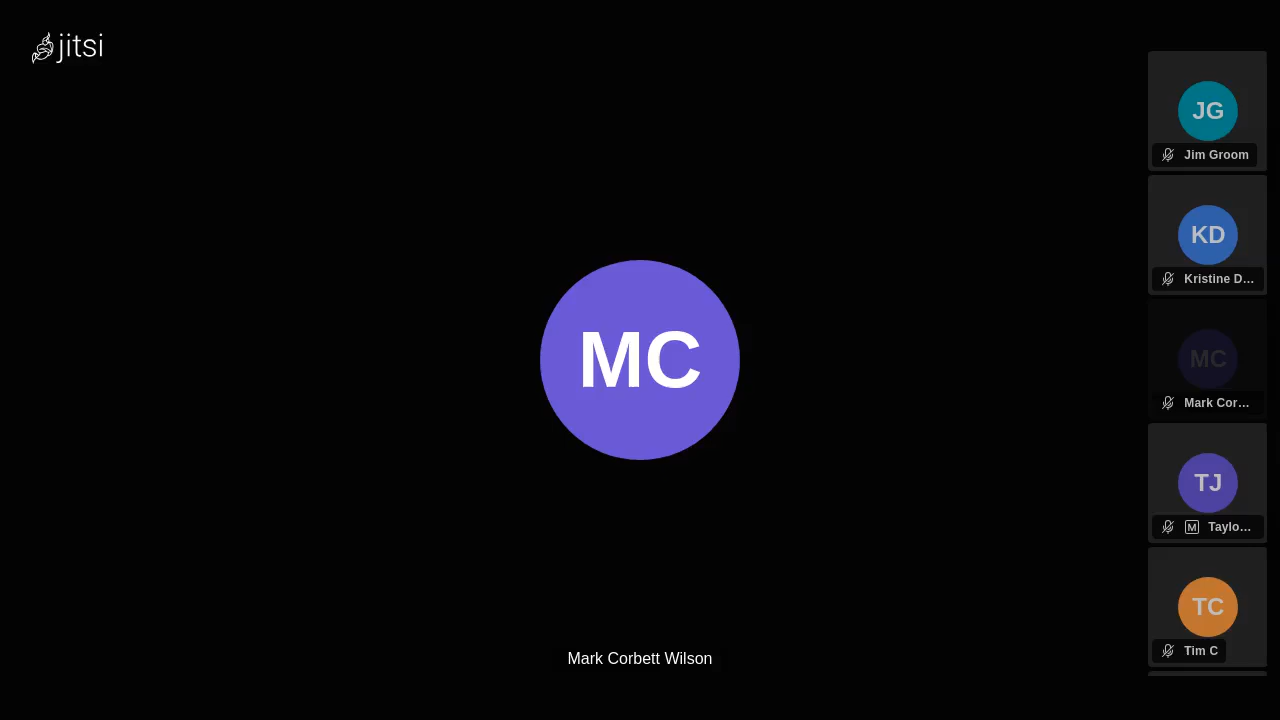 jitsi
JG
Jim Groom
KD
Kristine D...
MC
Mark Cor...
MC
TJ
M Taylo...
TC
Tim C
Mark Corbett Wilson